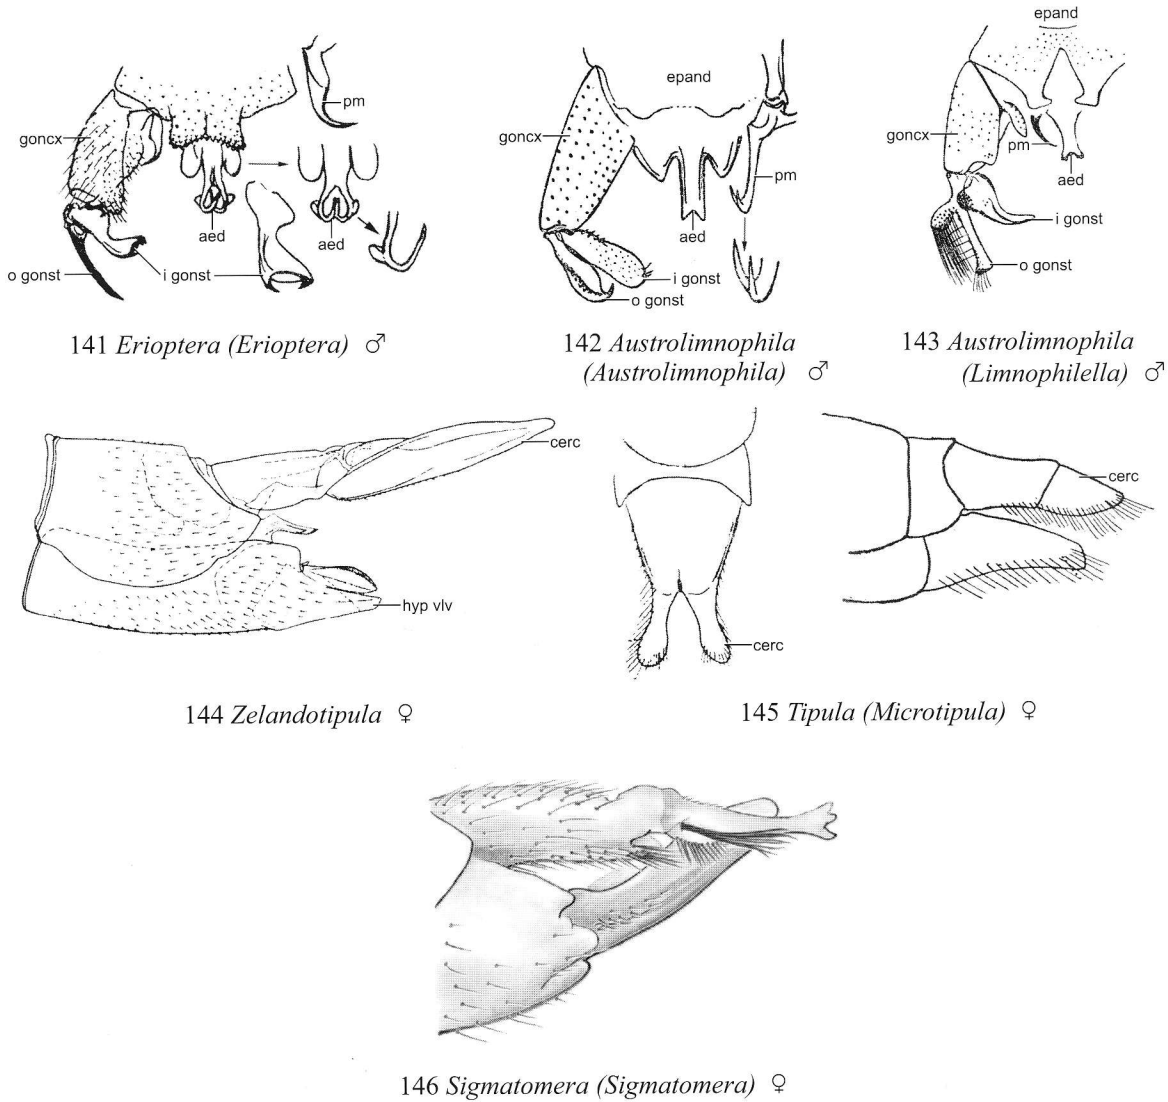 goncx
o gonst
i gonst
aed
aed
pm
141 Erioptera (Erioptera) ♂
epand
goncx
pm
aed
i gonst
o gonst
142 Austrolimnophila
(Austrolimnophila) ♂
epand
goncx
pm
aed
i gonst
o gonst
143 Austrolimnophila
(Limnophilella) ♂
cerc
hyp vlv
144 Zelandotipula ♀
cerc
cerc
145 Tipula (Microtipula) ♀
146 Sigmatomera (Sigmatomera) ♀